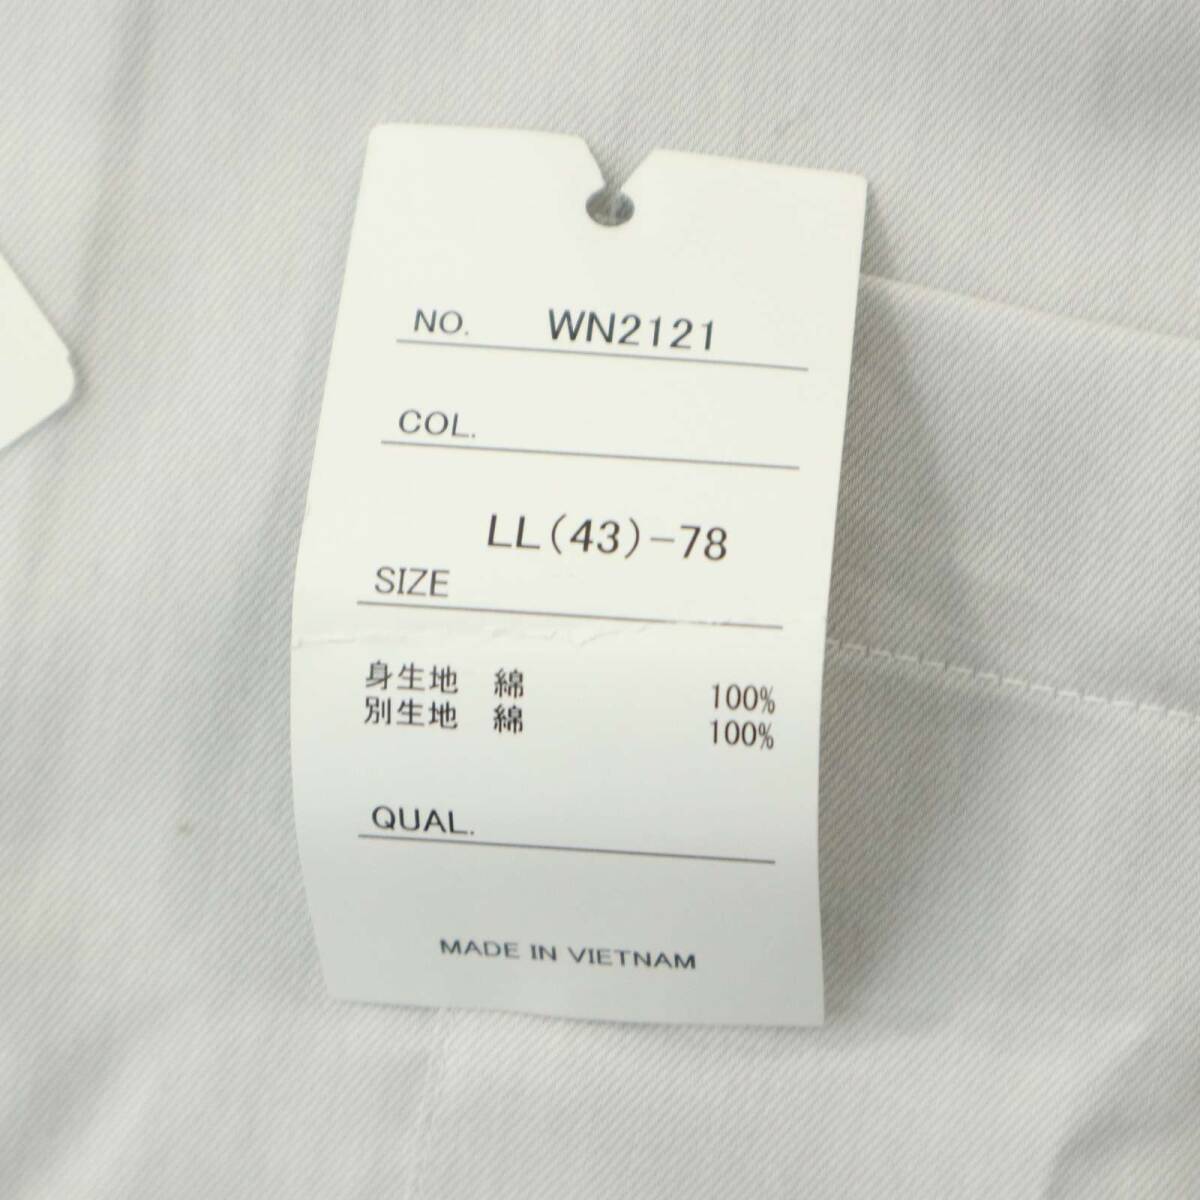 NO. WN2121
COL.
LL(43)-78
SIZE
身生地 綿 100%
別生地 綿 100%
QUAL.
MADE IN VIETNAM